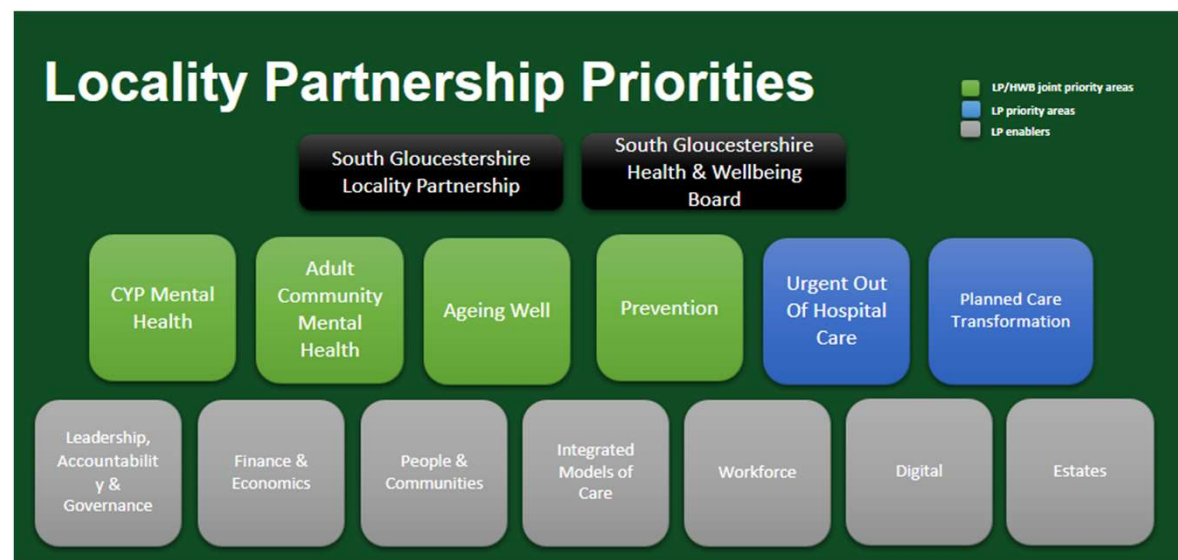 Locality Partnership Priorities
LP/HWB joint priority areas
LP priority areas
LP enablers
South Gloucestershire
Locality Partnership
South Gloucestershire
Health & Wellbeing
Board
CYP Mental
Health
Adult
Community
Mental
Health
Ageing Well
Prevention
Urgent Out
Of Hospital
Care
Planned Care
Transformation
Leadership,
Accountabilit
y &
Governance
Finance &
Economics
People &
Communities
Integrated
Models of
Care
Workforce
Digital
Estates